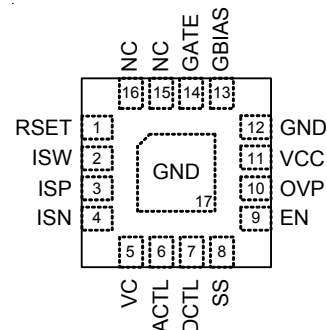 NC NC GATE GBIAS
16 15 14 13
RSET 1 12 GND
ISW 2 11 VCC
ISP 3 10 OVP
ISN 4 9 EN
GND
17
5 6 7 8
VC ACTL DCTL SS